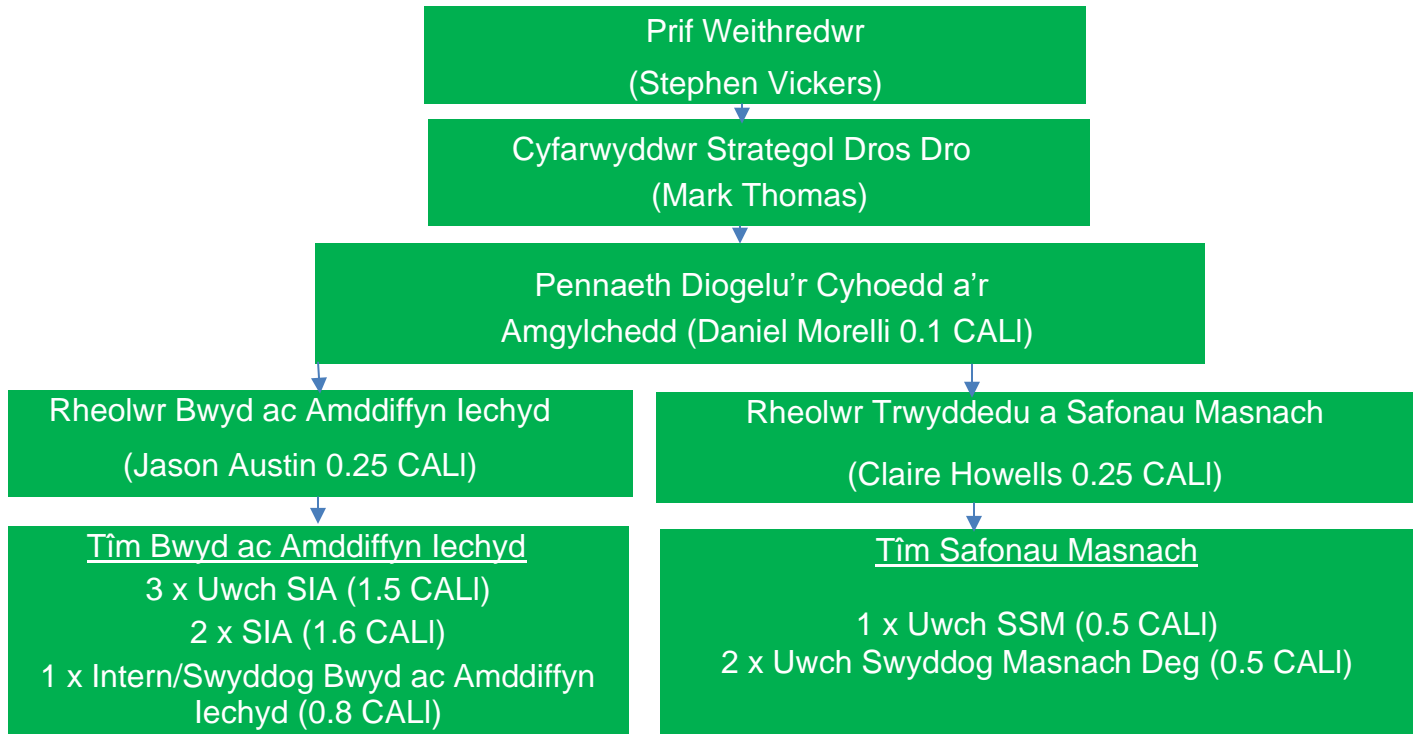 Prif Weithredwr
(Stephen Vickers)
Cyfarwyddwr Strategol Dros Dro
(Mark Thomas)
Pennaeth Diogelu’r Cyhoedd a’r
Amgylchedd (Daniel Morelli 0.1 CALl)
Rheolwr Bwyd ac Amddiffyn Iechyd
(Jason Austin 0.25 CALl)
Rheolwr Trwyddedu a Safonau Masnach
(Claire Howells 0.25 CALl)
Tîm Bwyd ac Amddiffyn Iechyd
3 x Uwch SIA (1.5 CALl)
2 x SIA (1.6 CALl)
1 x Intern/Swyddog Bwyd ac Amddiffyn
Iechyd (0.8 CALl)
Tîm Safonau Masnach
1 x Uwch SSM (0.5 CALl)
2 x Uwch Swyddog Masnach Deg (0.5 CALl)